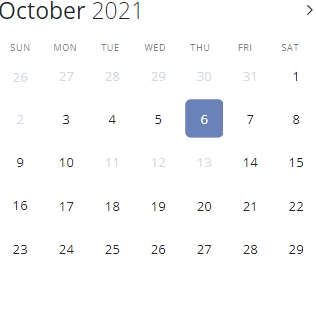 October 2021
SUN MON TUE WED THU FRI SAT
26 27 28 29 30 31 1
2 3 4 5 6 7 8
9 10 11 12 13 14 15
16 17 18 19 20 21 22
23 24 25 26 27 28 29